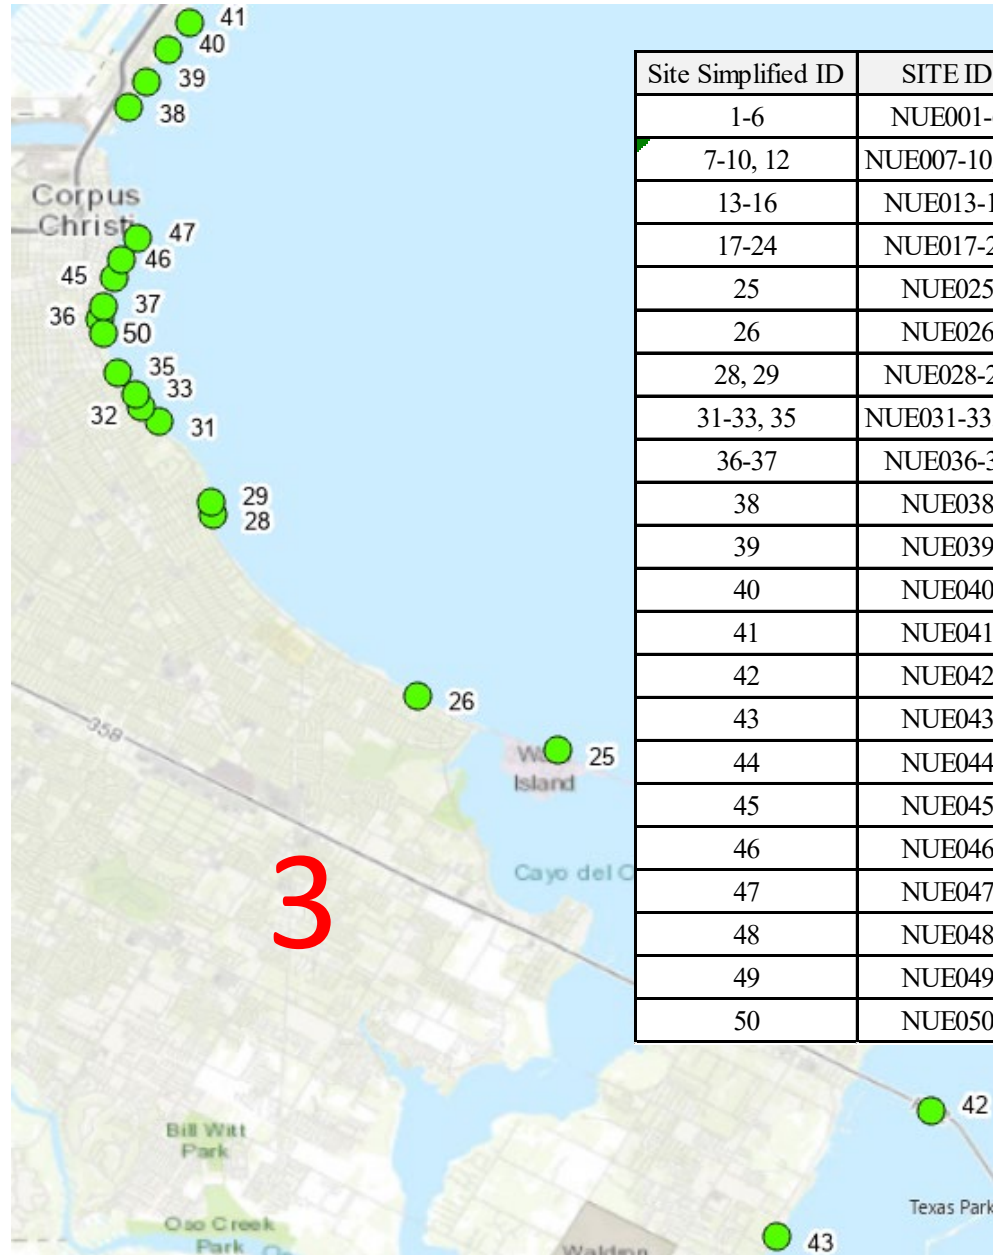 41
40
39
38
Corpus
Christi
47
46
45
37
36
50
35
33
32
31
29
28
26
25
Island
358
3
Cayo del
Bill Witt
Park
Oso Creek
Park
Waldron
42
Texas Park
43
Site Simplified ID SITE ID
1-6 NUE001-
7-10, 12 NUE007-10
13-16 NUE013-1
17-24 NUE017-2
25 NUE025
26 NUE026
28, 29 NUE028-2
31-33, 35 NUE031-33
36-37 NUE036-3
38 NUE038
39 NUE039
40 NUE040
41 NUE041
42 NUE042
43 NUE043
44 NUE044
45 NUE045
46 NUE046
47 NUE047
48 NUE048
49 NUE049
50 NUE050